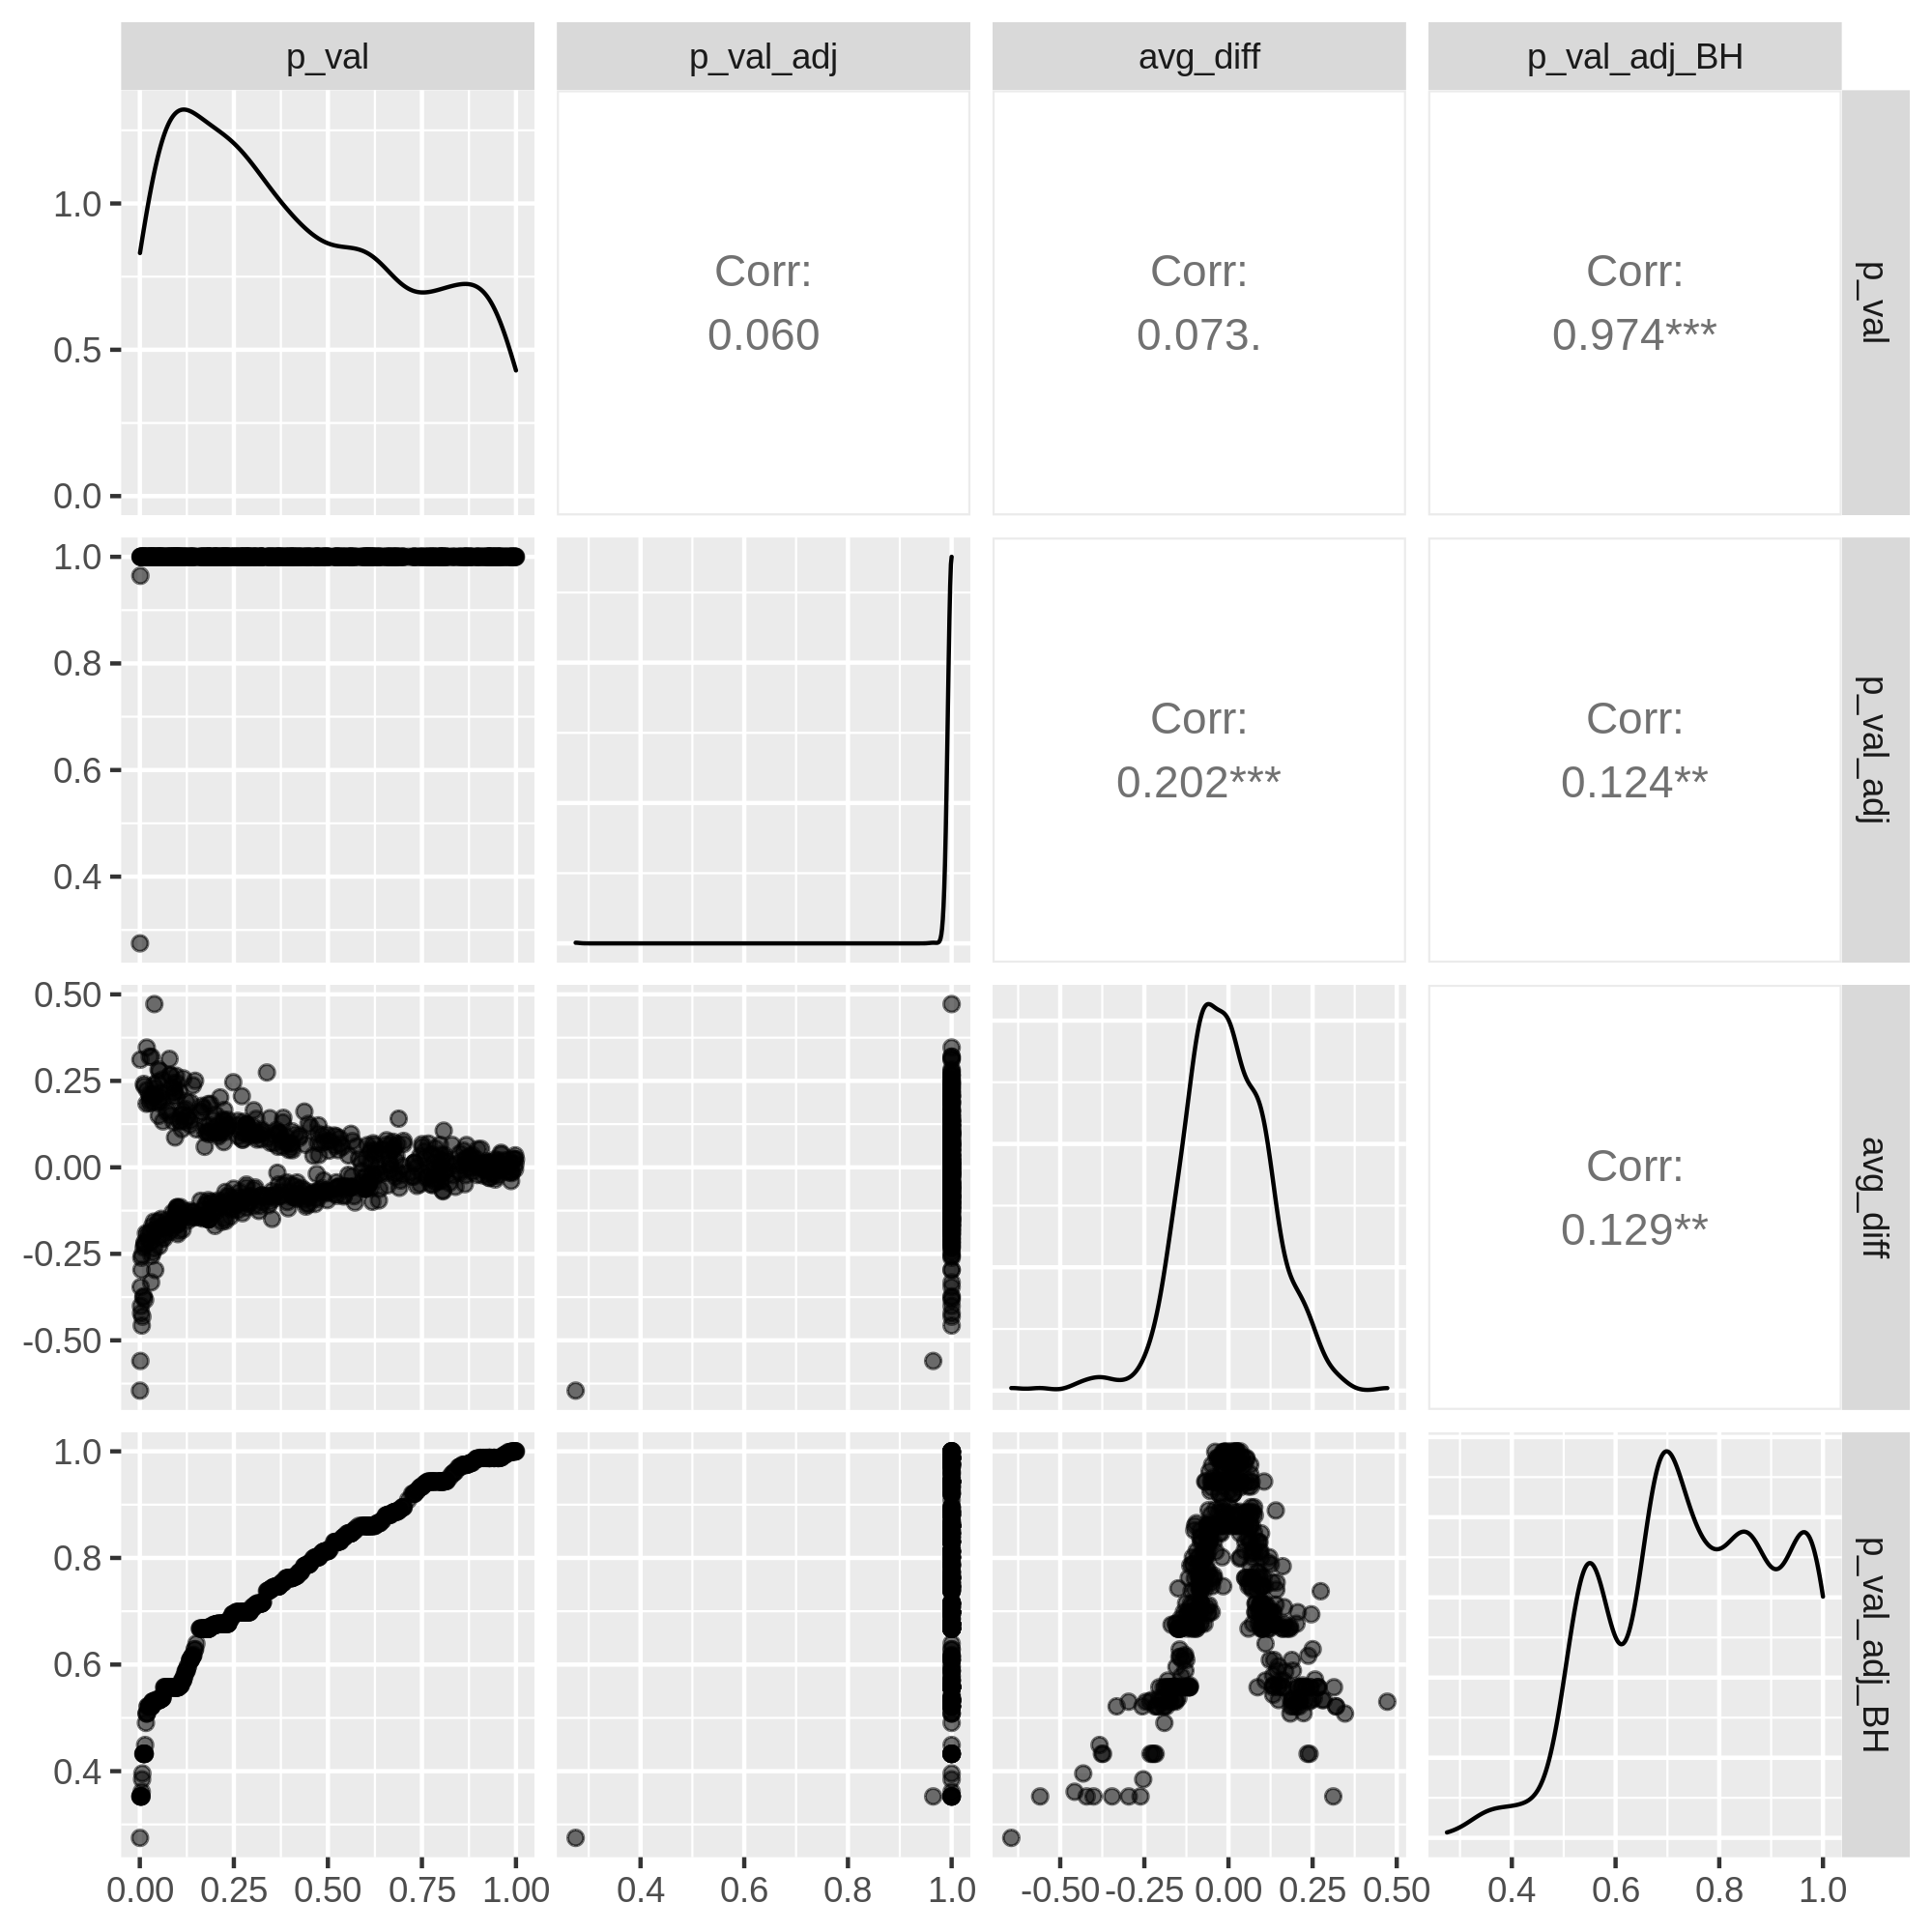 p_val
p_val_adj
avg_diff
p_val_adj_BH
1.0
0.5
0.0
Corr:
0.060
Corr:
0.073.
Corr:
0.974***
p_val
1.0
0.8
0.6
0.4
Corr:
0.202***
Corr:
0.124**
p_val_adj
0.50
0.25
0.00
-0.25
-0.50
Corr:
0.129**
avg_diff
1.0
0.8
0.6
0.4
p_val_adj_BH
0.00 0.25 0.50 0.75 1.00
0.4 0.6 0.8 1.0
-0.50 -0.25 0.00 0.25 0.50
0.4 0.6 0.8 1.0